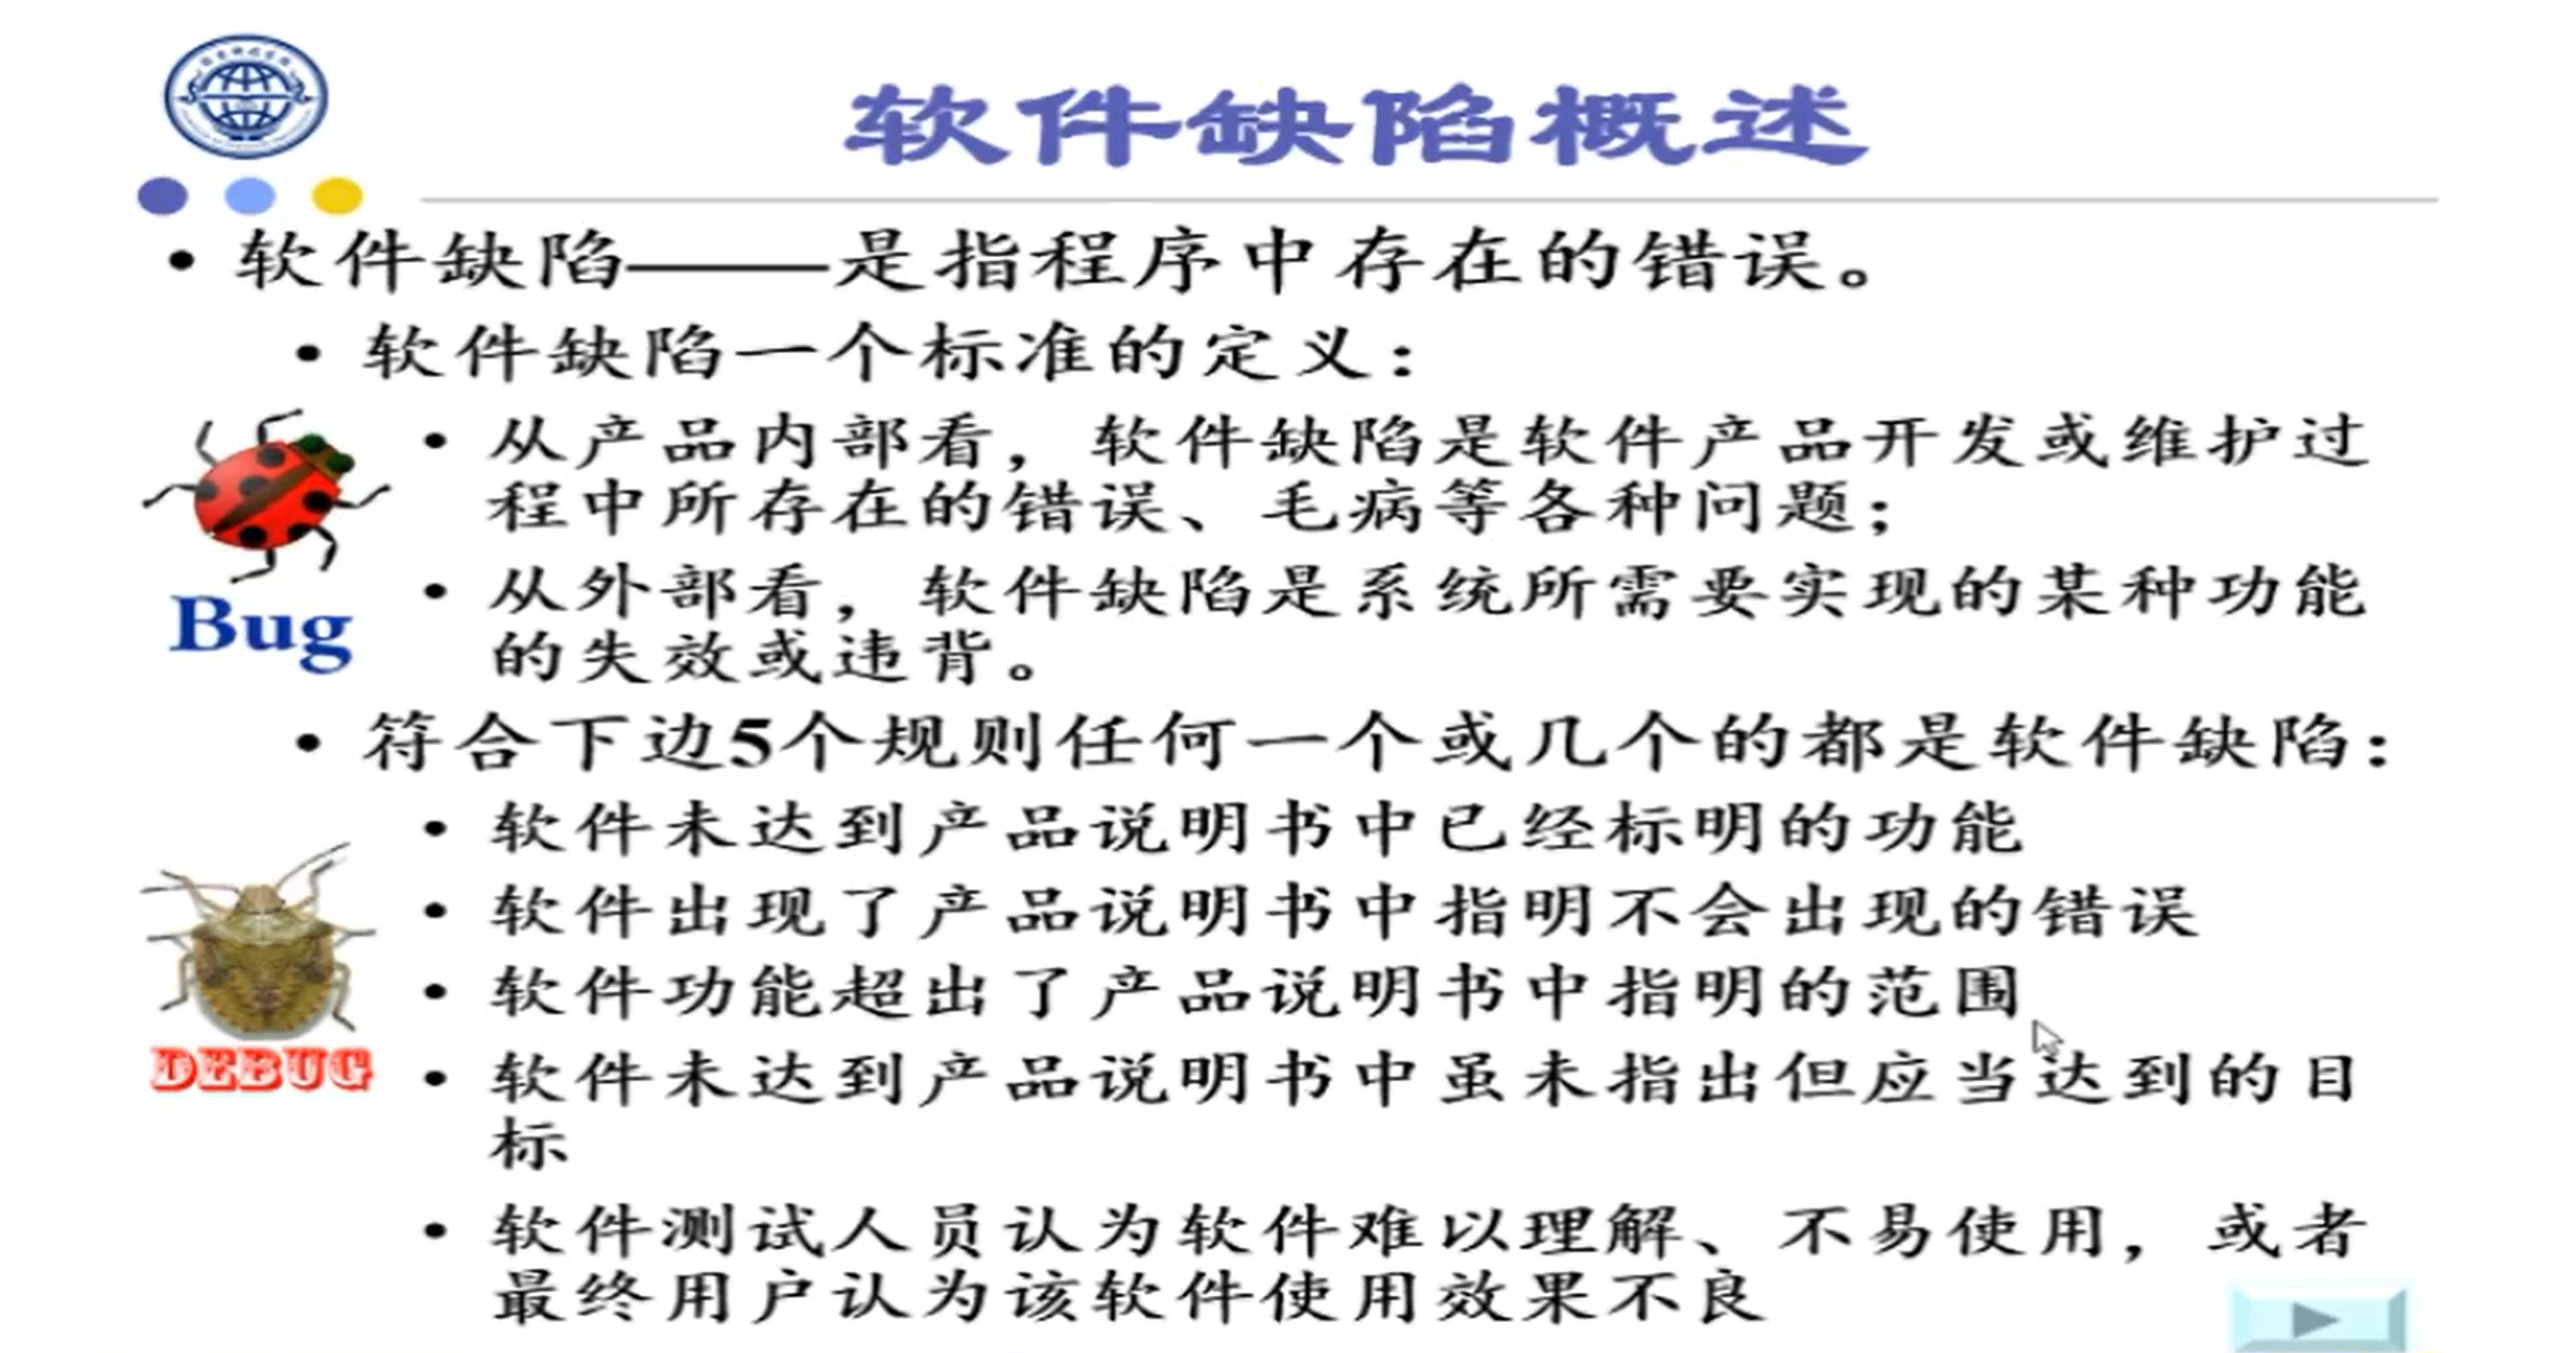 软件缺陷概述
• 软件缺陷——是指程序中存在的错误。
• 软件缺陷一个标准的定义：
• 从产品内部看，软件缺陷是软件产品开发或维护过
程中所存在的错误、毛病等各种问题；
• 从外部看，软件缺陷是系统所需要实现的某种功能
的失效或违背。
Bug
• 符合下边5个规则任何一个或几个的都是软件缺陷：
• 软件未达到产品说明书中已经标明的功能
• 软件出现了产品说明书中指明不会出现的错误
• 软件功能超出了产品说明书中指明的范围
• 软件未达到产品说明书中虽未指出但应当达到的目
标
DEBUG
• 软件测试人员认为软件难以理解、不易使用，或者
最终用户认为该软件使用效果不良